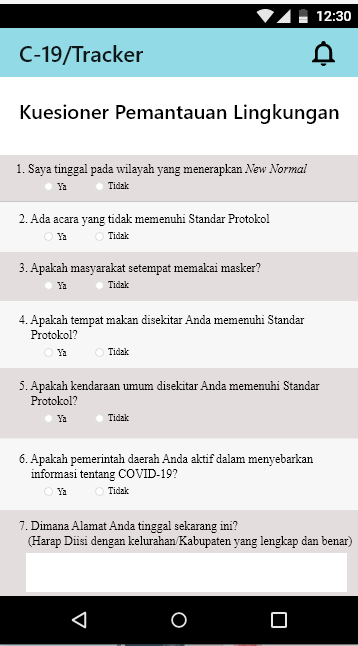 12:30
C-19/Tracker
Kuesioner Pemantauan Lingkungan
1. Saya tinggal pada wilayah yang menerapkan New Normal
Ya Tidak
2. Ada acara yang tidak memenuhi Standar Protokol
Ya Tidak
3. Apakah masyarakat setempat memakai masker?
Ya Tidak
4. Apakah tempat makan disekitar Anda memenuhi Standar
Protokol?
Ya Tidak
5. Apakah kendaraan umum disekitar Anda memenuhi Standar
Protokol?
Ya Tidak
6. Apakah pemerintah daerah Anda aktif dalam menyebarkan
informasi tentang COVID-19?
Ya Tidak
7. Dimana Alamat Anda tinggal sekarang ini?
(Harap Diisi dengan kelurahan/Kabupaten yang lengkap dan benar)